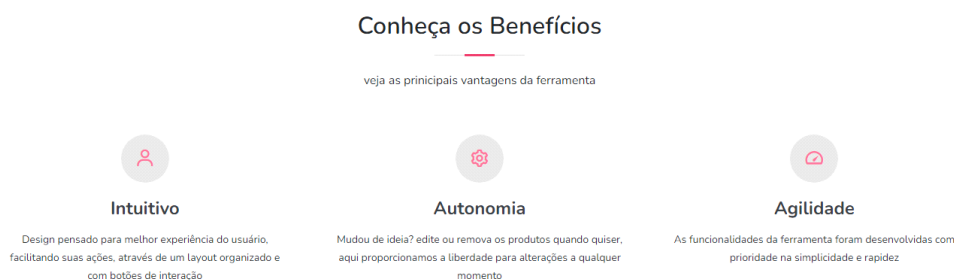 Conheça os Benefícios
veja as prinicipais vantagens da ferramenta
Intuitivo
Design pensado para melhor experiência do usuário,
facilitando suas ações, através de um layout organizado e
com botões de interação
Autonomia
Mudou de ideia? edite ou remova os produtos quando quiser,
aqui proporcionamos a liberdade para alterações a qualquer
momento
Agilidade
As funcionalidades da ferramenta foram desenvolvidas com
prioridade na simplicidade e rapidez